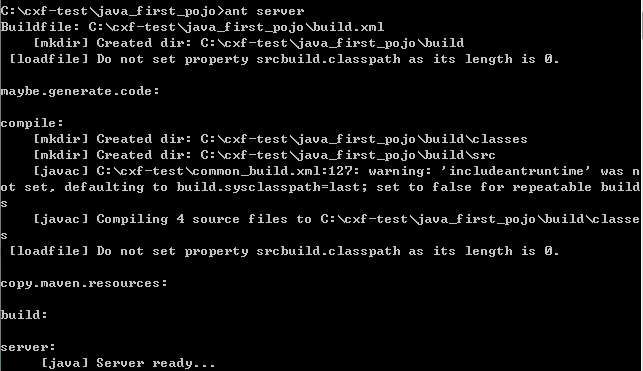 C:\cxf-test\java_first_pojo>ant server
Buildfile: C:\cxf-test\java_first_pojo\build.xml
    [mkdir] Created dir: C:\cxf-test\java_first_pojo\build
 [loadfile] Do not set property srcbuild.classpath as its length is 0.

maybe.generate.code:

compile:
    [mkdir] Created dir: C:\cxf-test\java_first_pojo\build\classes
    [mkdir] Created dir: C:\cxf-test\java_first_pojo\build\src
    [javac] C:\cxf-test\common_build.xml:127: warning: 'includeantruntime' was n
ot set, defaulting to build.sysclasspath=last; set to false for repeatable build
s
    [javac] Compiling 4 source files to C:\cxf-test\java_first_pojo\build\classe
s
 [loadfile] Do not set property srcbuild.classpath as its length is 0.

copy.maven.resources:

build:

server:
     [java] Server ready...